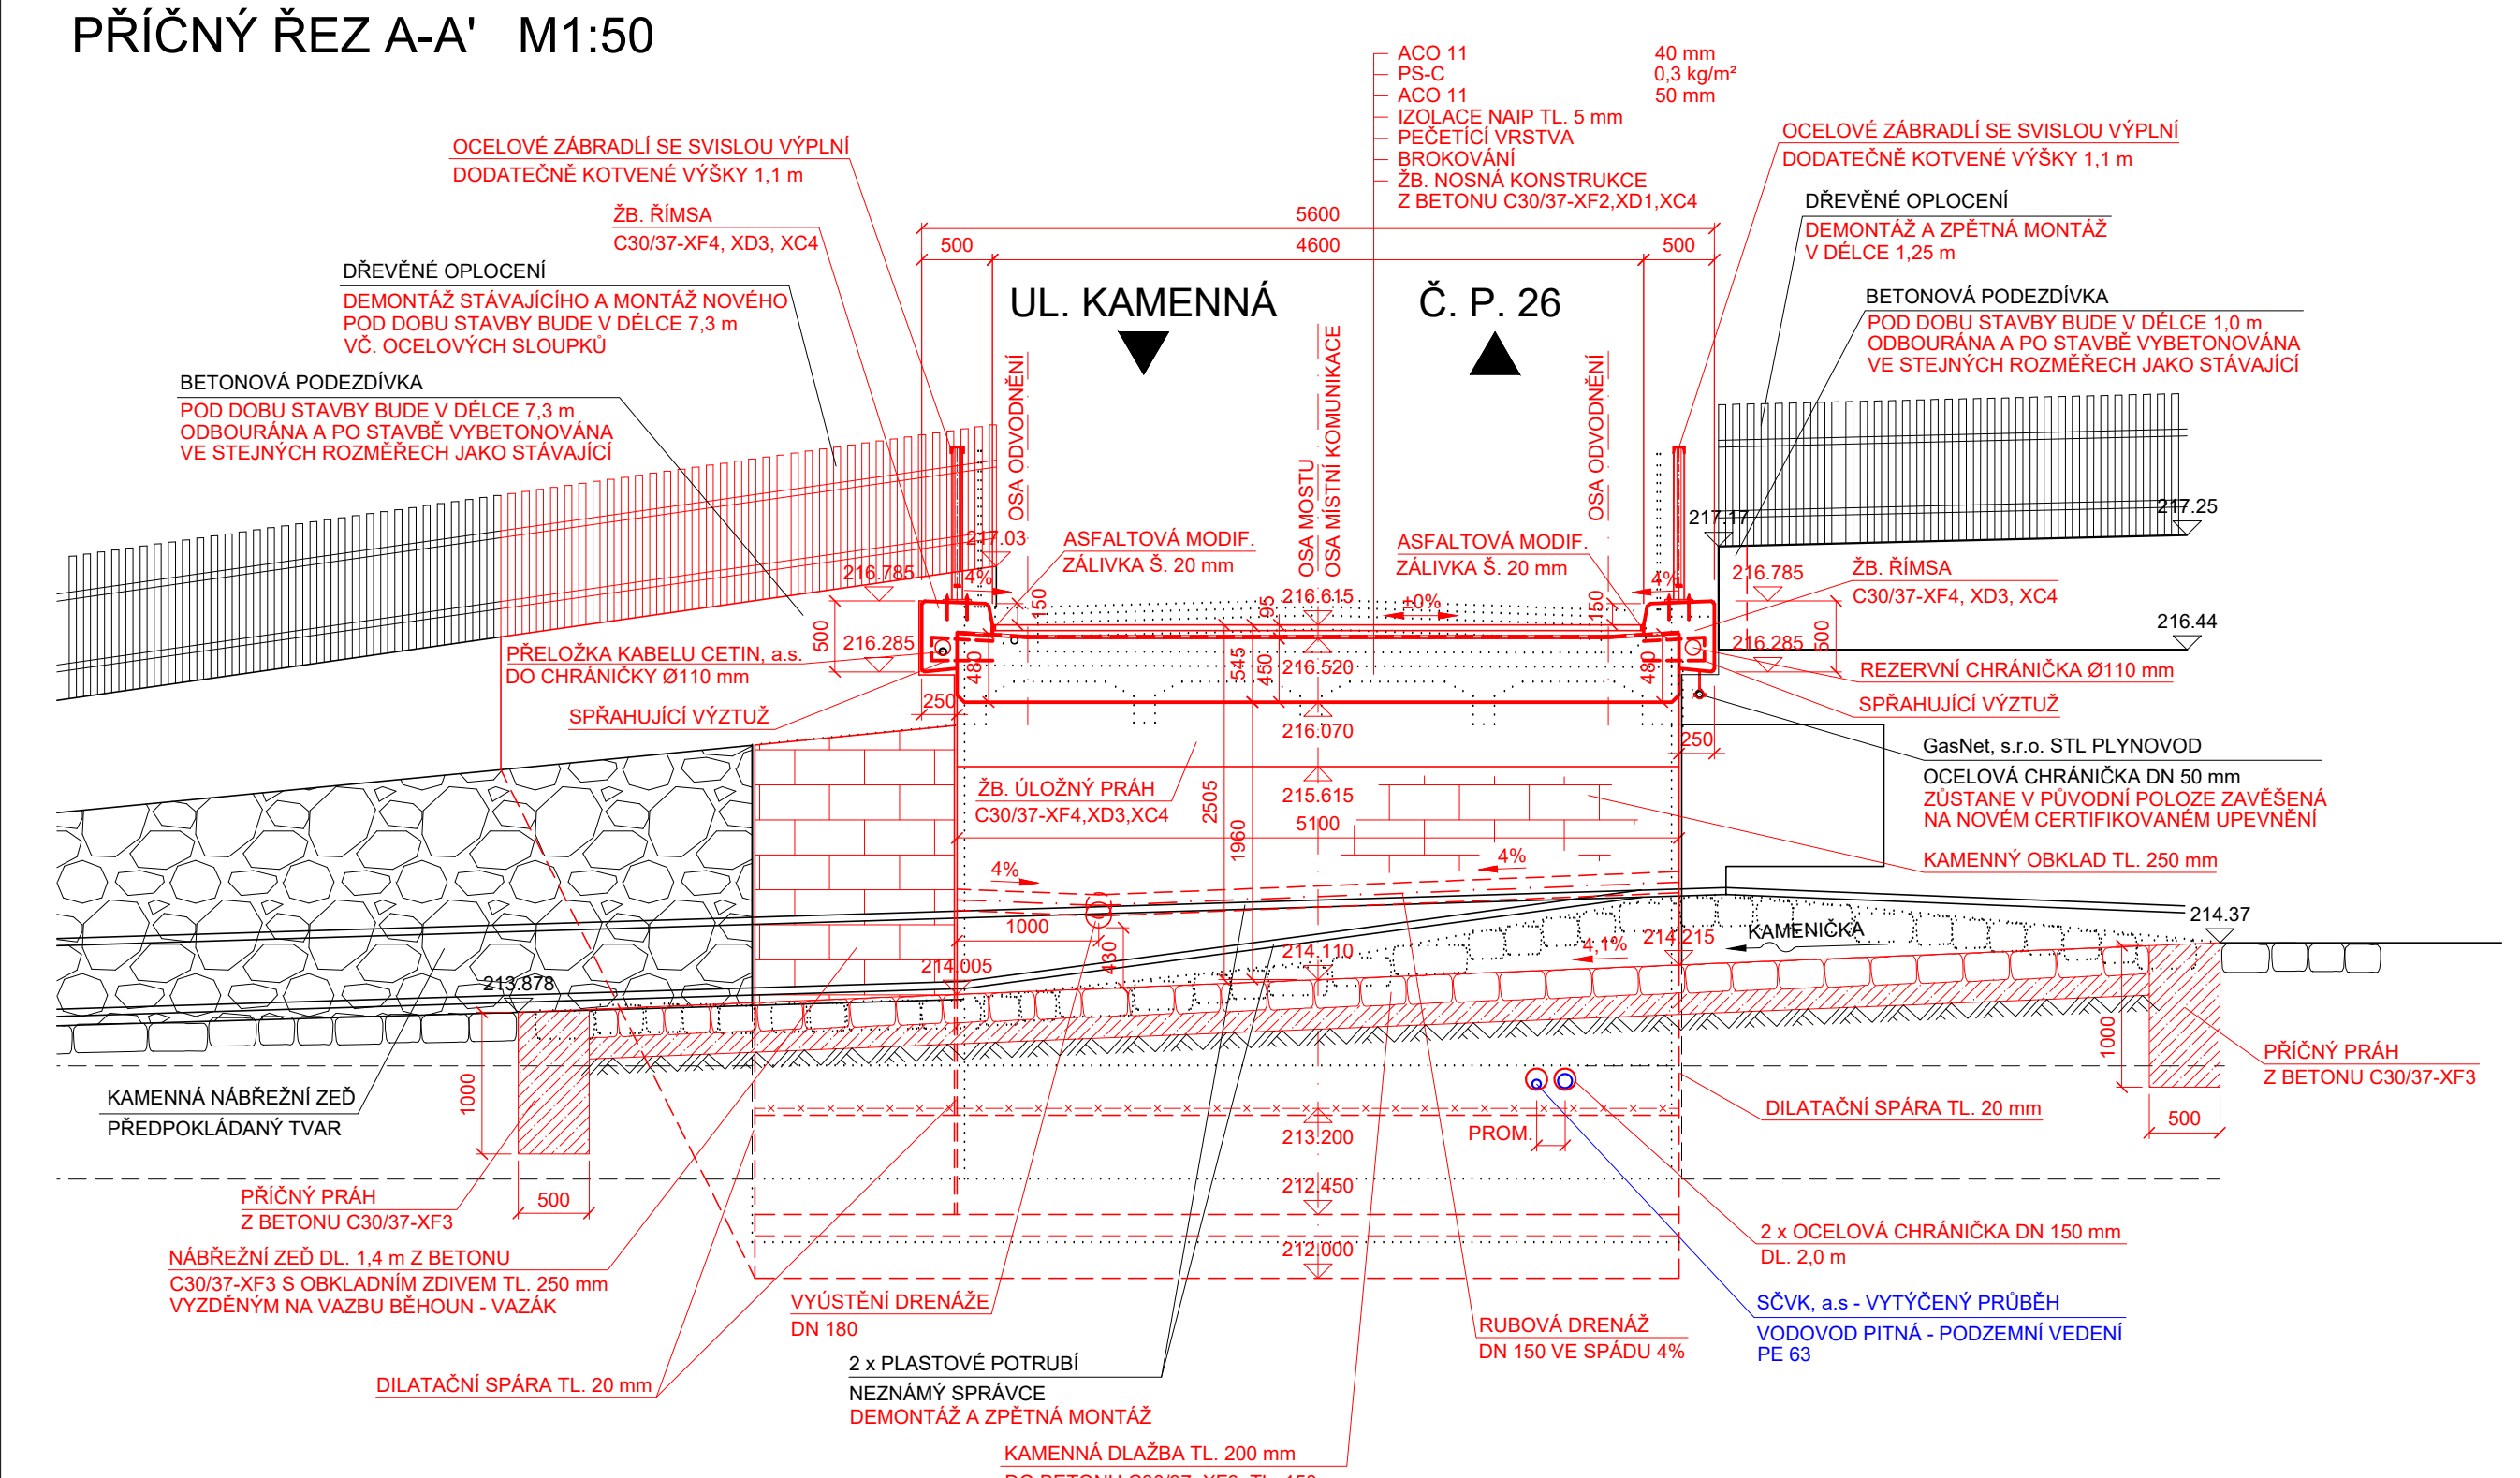 PŘÍČNÝ ŘEZ A-A' M1:50
ACO 11 40 mm
PS-C 0,3 kg/m²
ACO 11 50 mm
IZOLACE NAIP TL. 5 mm
PEČETÍCÍ VRSTVA
BROKOVÁNÍ
ŽB. NOSNÁ KONSTRUKCE
Z BETONU C30/37-XF2,XD1,XC4
OCELOVÉ ZÁBRADLÍ SE SVISLOU VÝPLNÍ
DODATEČNĚ KOTVENÉ VÝŠKY 1,1 m
ŽB. ŘÍMSA
C30/37-XF4, XD3, XC4
DŘEVĚNÉ OPLOCENÍ
DEMONTÁŽ STÁVAJÍCÍHO A MONTÁŽ NOVÉHO
POD DOBU STAVBY BUDE V DÉLCE 7,3 m
VČ. OCELOVÝCH SLOUPKŮ
BETONOVÁ PODEZDÍVKA
POD DOBU STAVBY BUDE V DÉLCE 7,3 m
ODBOURÁNA A PO STAVBĚ VYBETONOVÁNA
VE STEJNÝCH ROZMĚRECH JAKO STÁVAJÍCÍ
OCELOVÉ ZÁBRADLÍ SE SVISLOU VÝPLNÍ
DODATEČNĚ KOTVENÉ VÝŠKY 1,1 m
DŘEVĚNÉ OPLOCENÍ
DEMONTÁŽ A ZPĚTNÁ MONTÁŽ
V DÉLCE 1,25 m
BETONOVÁ PODEZDÍVKA
POD DOBU STAVBY BUDE V DÉLCE 1,0 m
ODBOURÁNA A PO STAVBĚ VYBETONOVÁNA
VE STEJNÝCH ROZMĚŘECH JAKO STÁVAJÍCÍ
5600
500
4600
500
UL. KAMENNÁ
Č. P. 26
OSA ODVODNĚNÍ
OSA MOSTU
OSA MÍSTNÍ KOMUNIKACE
OSA ODVODNĚNÍ
217.03
217.17
217.25
ASFALTOVÁ MODIF.
ZÁLIVKA Š. 20 mm
ASFALTOVÁ MODIF.
ZÁLIVKA Š. 20 mm
216.785
4%
150
95
216.615
±0%
150
4%
216.785
ŽB. ŘÍMSA
C30/37-XF4, XD3, XC4
216.44
500
216.285
480
545
450
216.520
480
216.285
500
PŘELOŽKA KABELU CETIN, a.s.
DO CHRÁNIČKY Ø110 mm
REZERVNÍ CHRÁNIČKA Ø110 mm
SPŘAHUJÍCÍ VÝZTUŽ
SPŘAHUJÍCÍ VÝZTUŽ
250
216.070
250
GasNet, s.r.o. STL PLYNOVOD
OCELOVÁ CHRÁNIČKA DN 50 mm
ZŮSTANE V PŮVODNÍ POLOZE ZAVĚŠENÁ
NA NOVÉM CERTIFIKOVANÉM UPEVNĚNÍ
ŽB. ÚLOŽNÝ PRÁH
C30/37-XF4,XD3,XC4
2505
1960
215.615
5100
KAMENNÝ OBKLAD TL. 250 mm
4%
4%
1000
430
214.110
4,1%
214.215
KAMENIČKA
214.37
214.005
213.878
1000
1000
KAMENNÁ NÁBŘEŽNÍ ZEĎ
PŘEDPOKLÁDANÝ TVAR
PŘÍČNÝ PRÁH
Z BETONU C30/37-XF3
DILATAČNÍ SPÁRA TL. 20 mm
500
213.200
PROM.
PŘÍČNÝ PRÁH
Z BETONU C30/37-XF3
500
212.450
212.000
2 x OCELOVÁ CHRÁNIČKA DN 150 mm
DL. 2,0 m
NÁBŘEŽNÍ ZEĎ DL. 1,4 m Z BETONU
C30/37-XF3 S OBKLADNÍM ZDIVEM TL. 250 mm
VYZDĚNÝM NA VAZBU BĚHOUN - VAZÁK
VYÚSTĚNÍ DRENÁŽE
DN 180
RUBOVÁ DRENÁŽ
DN 150 VE SPÁDU 4%
SČVK, a.s - VYTÝČENÝ PRŮBĚH
VODOVOD PITNÁ - PODZEMNÍ VEDENÍ
PE 63
2 x PLASTOVÉ POTRUBÍ
NEZNÁMÝ SPRÁVCE
DEMONTÁŽ A ZPĚTNÁ MONTÁŽ
DILATAČNÍ SPÁRA TL. 20 mm
KAMENNÁ DLAŽBA TL. 200 mm